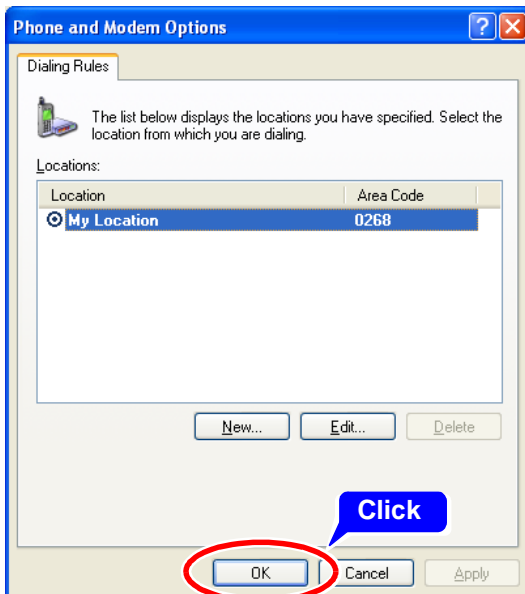 Phone and Modem Options
Dialing Rules
The list below displays the locations you have specified. Select the
location from which you are dialing.
Locations:
Location Area Code
My Location 0268
New... Edit... Delete
Click
OK Cancel Apply